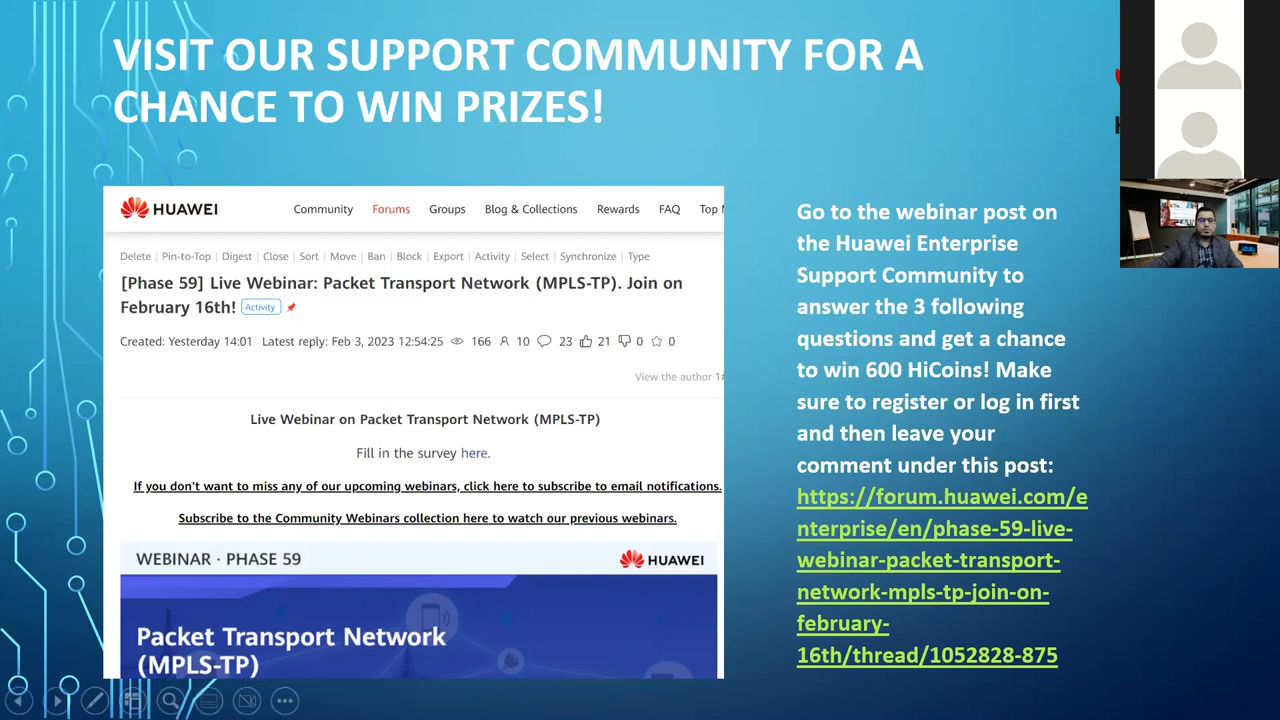 VISIT OUR SUPPORT COMMUNITY FOR A
CHANCE TO WIN PRIZES!
HUAWEI
Community Forums Groups Blog & Collections Rewards FAQ Top
Delete | Pin-to-Top | Digest | Close | Sort | Move | Ban | Block | Export | Activity | Select | Synchronize | Type
[Phase 59] Live Webinar: Packet Transport Network (MPLS-TP). Join on
February 16th! Activity
Created: Yesterday 14:01 Latest reply: Feb 3, 2023 12:54:25 166 10 23 21 0 0
View the author 1#
Live Webinar on Packet Transport Network (MPLS-TP)
Fill in the survey here.
If you don't want to miss any of our upcoming webinars, click here to subscribe to email notifications.
Subscribe to the Community Webinars collection here to watch our previous webinars.
WEBINAR · PHASE 59
HUAWEI
Packet Transport Network
(MPLS-TP)
Go to the webinar post on
the Huawei Enterprise
Support Community to
answer the 3 following
questions and get a chance
to win 600 HiCoins! Make
sure to register or log in first
and then leave your
comment under this post:
https://forum.huawei.com/e
nterprise/en/phase-59-live-
webinar-packet-transport-
network-mpls-tp-join-on-
february-
16th/thread/1052828-875